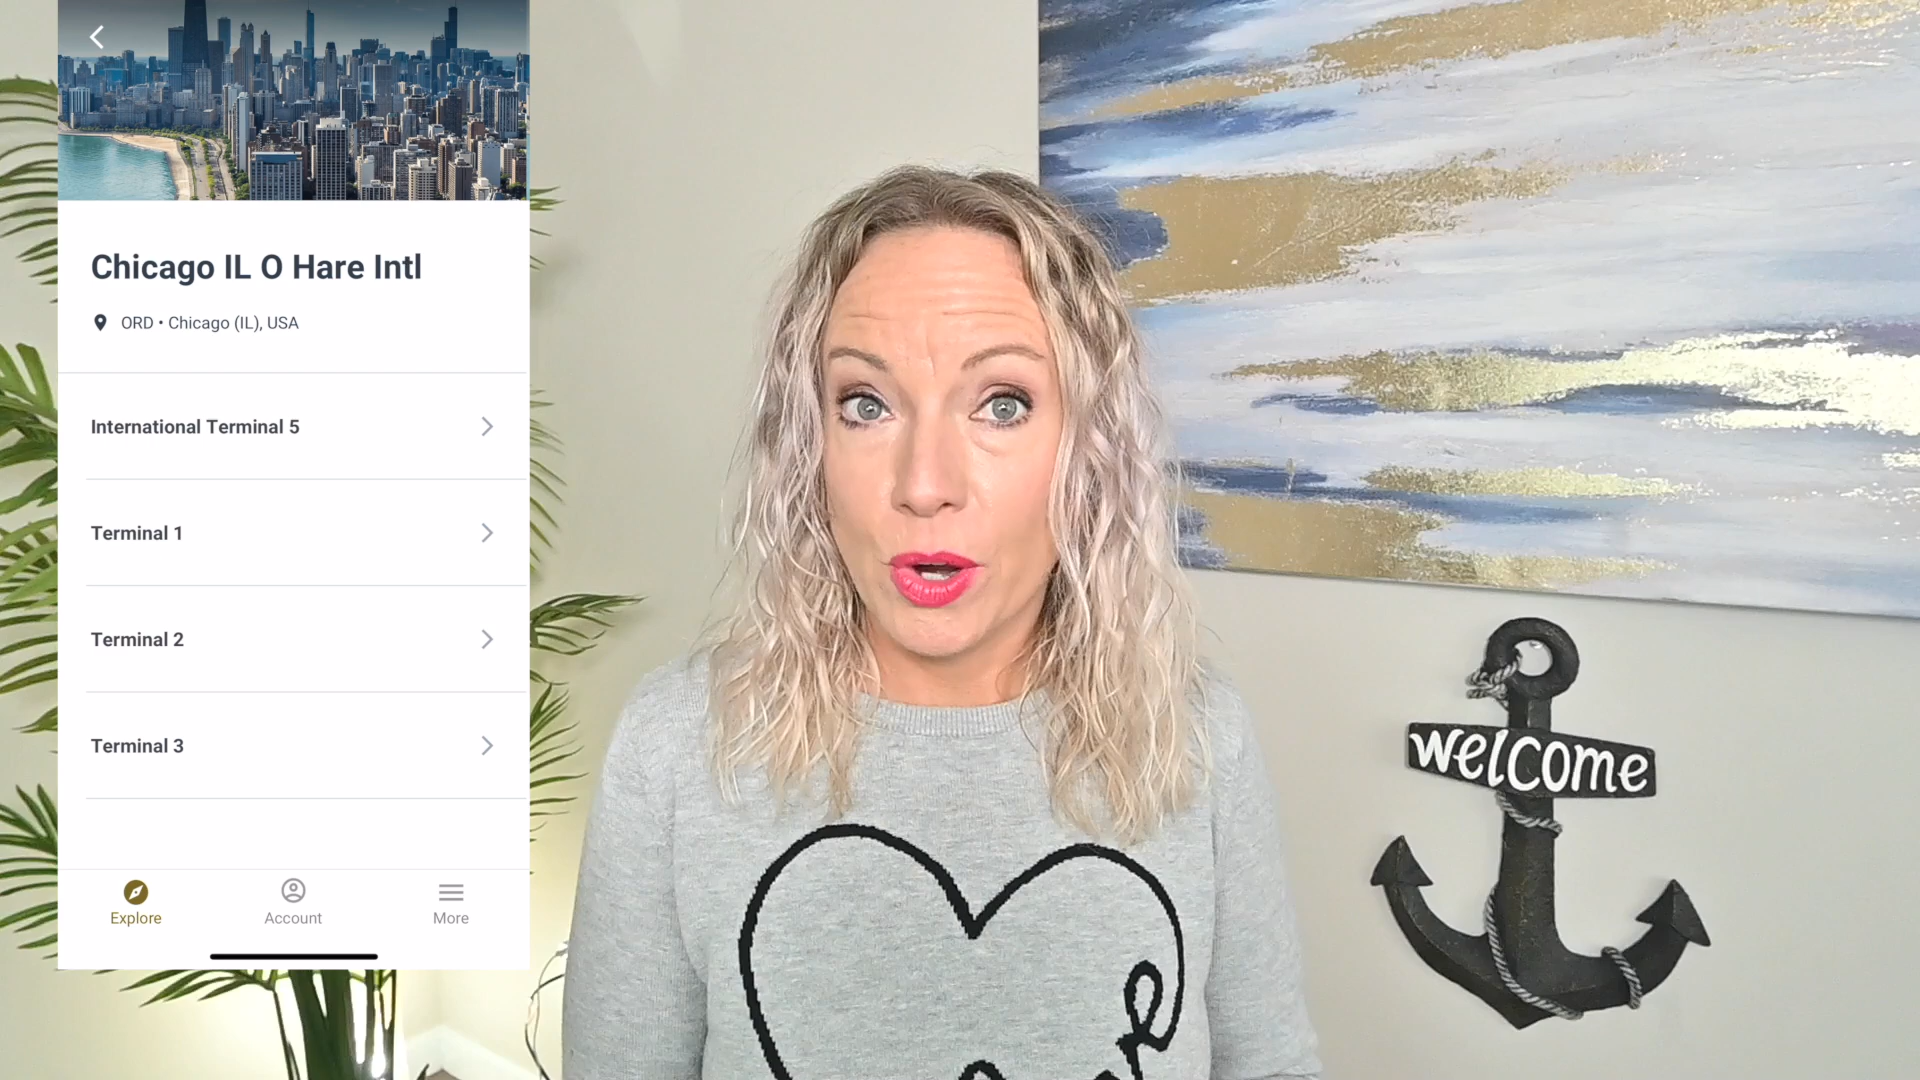 Chicago IL O Hare Intl
ORD • Chicago (IL), USA
International Terminal 5
Terminal 1
Terminal 2
Terminal 3
Explore
Account
More
welcome